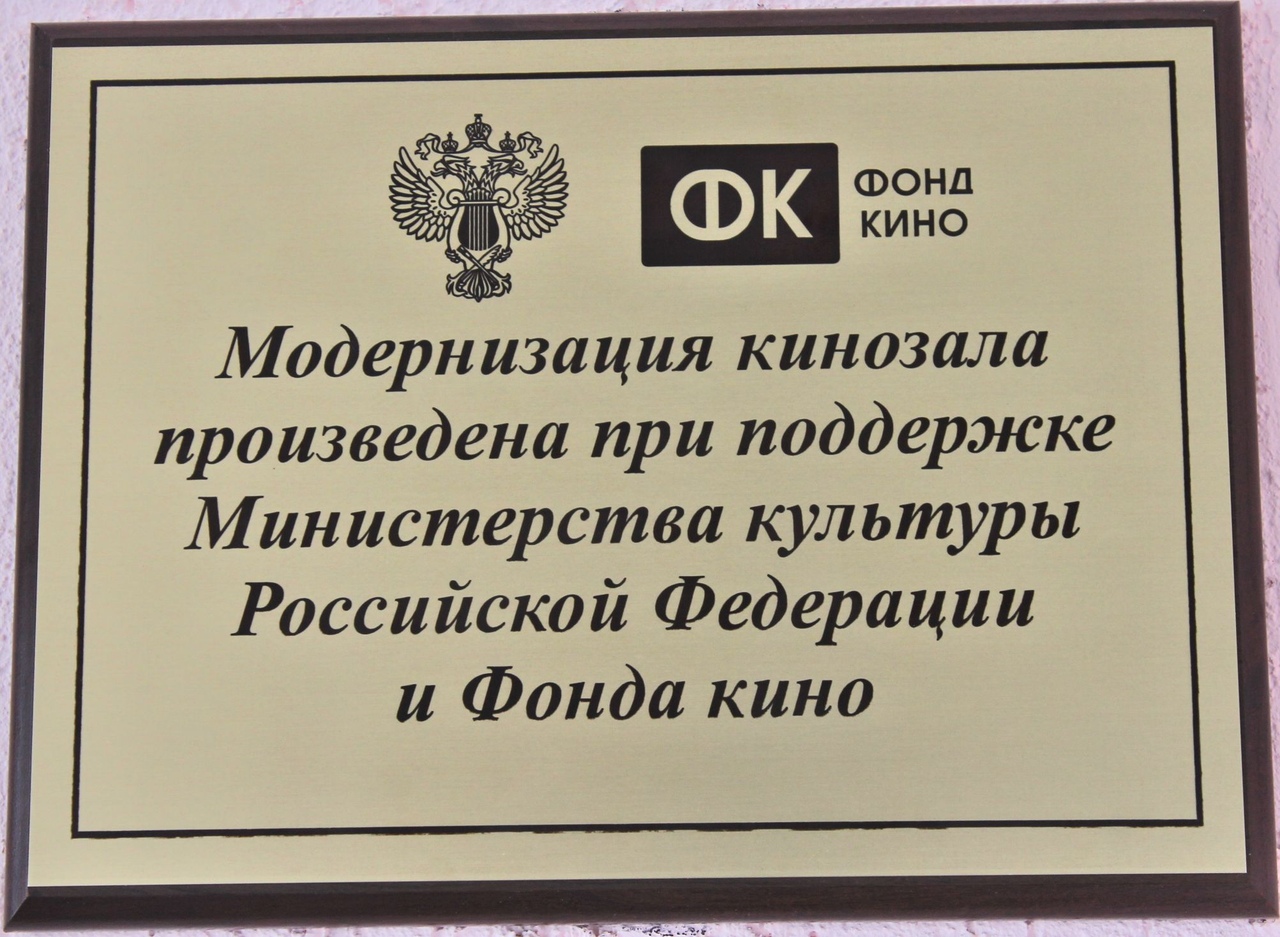 ФК
ФОНД
КИНО
Модернизация кинозала
произведена при поддержке
Министерства культуры
Российской Федерации
и Фонда кино